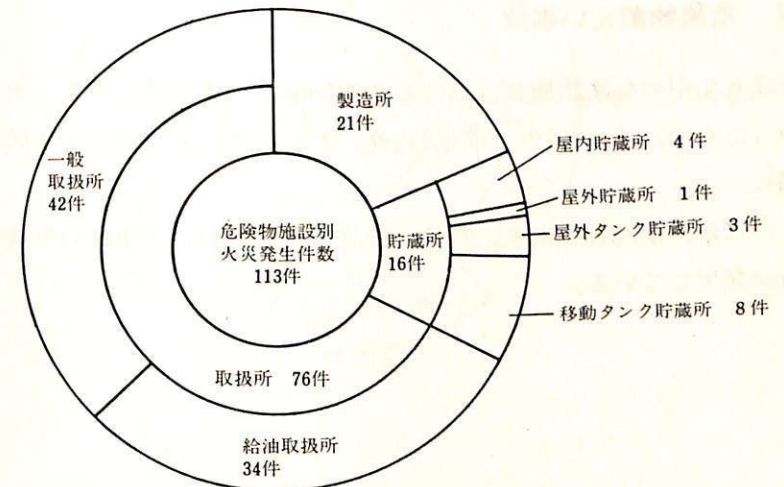 製造所
21件
屋内貯蔵所 4件
屋外貯蔵所 1件
屋外タンク貯蔵所 3件
移動タンク貯蔵所 8件
一般
取扱所
42件
危険物施設別
火災発生件数
113件
貯蔵所
16件
取扱所 76件
給油取扱所
34件